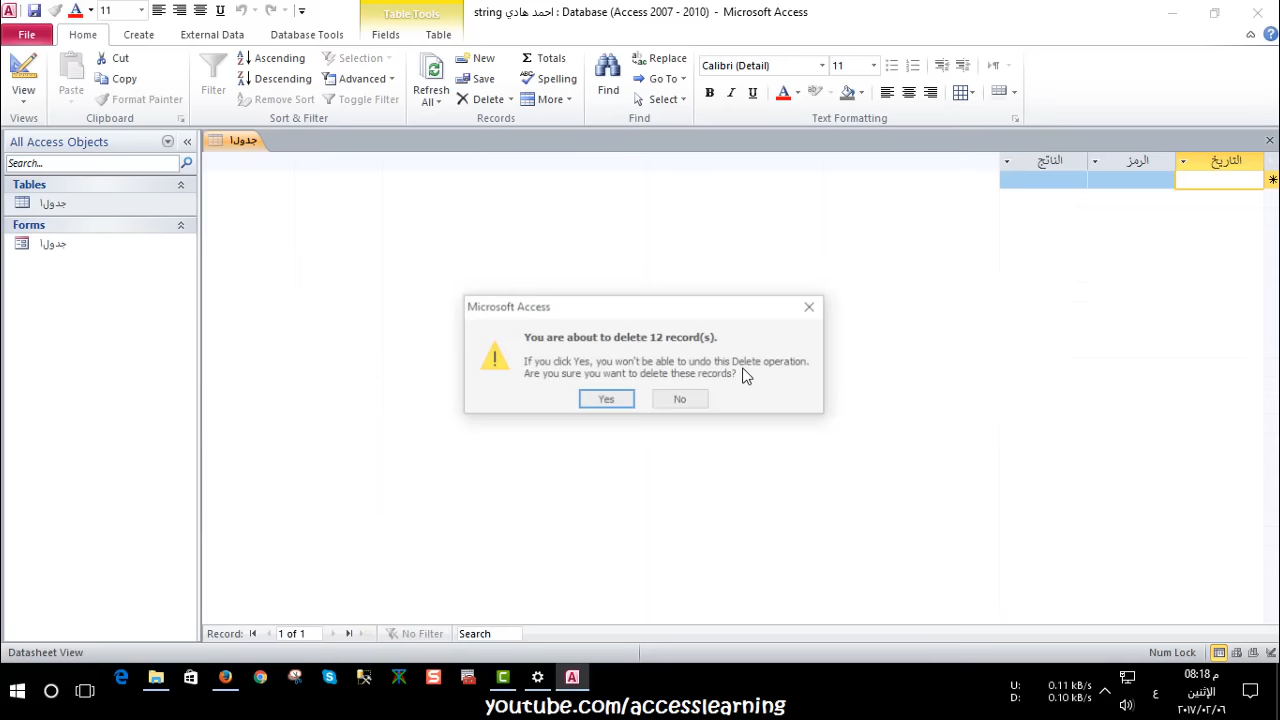 string احمد هادي : Database (Access 2007 - 2010) - Microsoft Access
Table Tools
11
File
Home
Create
External Data
Database Tools
Fields
Table
View
Views
Paste
Cut
Copy
Format Painter
Clipboard
Filter
Ascending
Descending
Remove Sort
Selection
Advanced
Toggle Filter
Sort & Filter
Refresh All
New
Save
Delete
Totals
Spelling
More
Records
Find
Replace
Go To
Select
Find
Calibri (Detail)
11
B I U
A
Text Formatting
All Access Objects
Search...
Tables
جدول١
Forms
جدول١
جدول١
التاريخ
الرمز
الناتج
Microsoft Access
You are about to delete 12 record(s).
If you click Yes, you won't be able to undo this Delete operation.
Are you sure you want to delete these records?
Yes
No
Record: 1 of 1
No Filter
Search
Datasheet View
Num Lock
U: 0.11 kB/s
D: 0.10 kB/s
ع
08:18 م
الإثنين
٢٠١٧/٠٢/٠٦
youtube.com/accesslearning